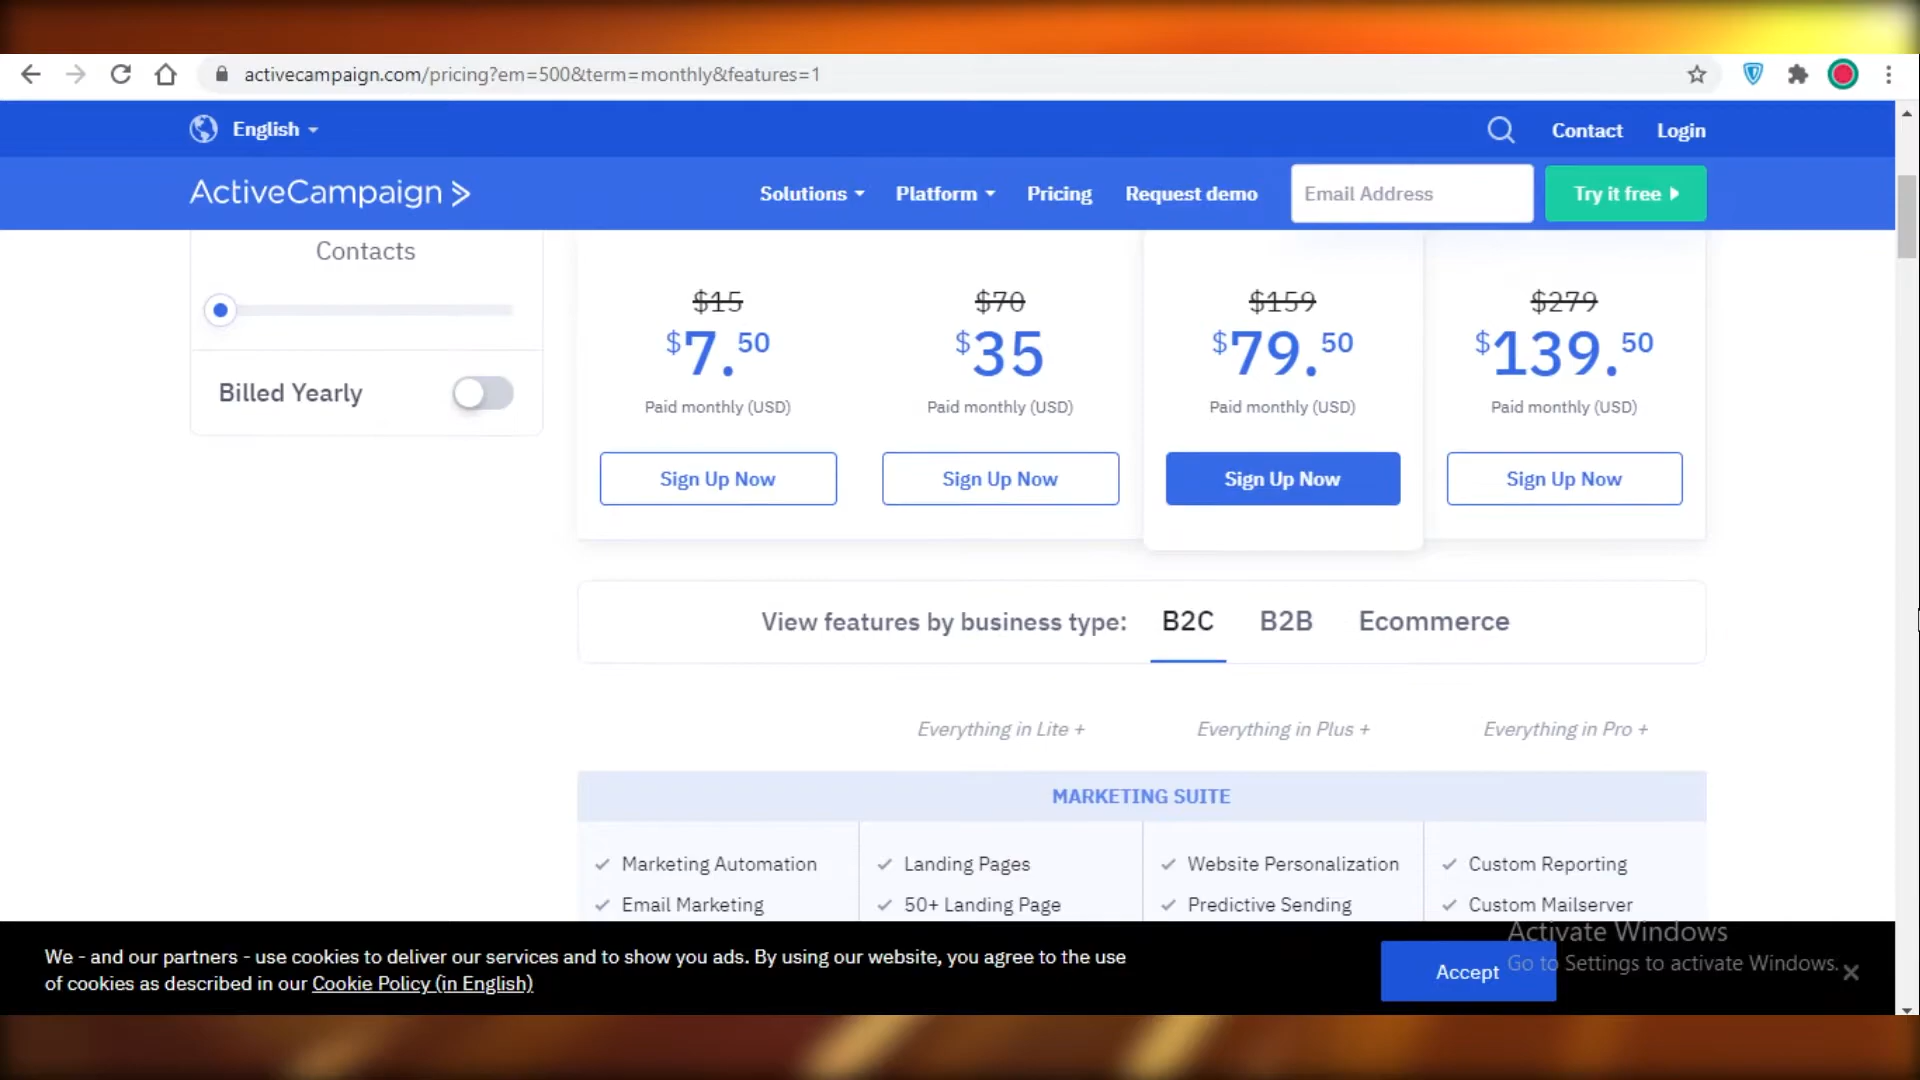 activecampaign.com/pricing?em=500&term=monthly&features=1
English
Contact
Login
ActiveCampaign >
Solutions
Platform
Pricing
Request demo
Email Address
Try it free
Contacts
Billed Yearly
$15
$7.50
Paid monthly (USD)
Sign Up Now
$70
$35
Paid monthly (USD)
Sign Up Now
$159
$79.50
Paid monthly (USD)
Sign Up Now
$279
$139.50
Paid monthly (USD)
Sign Up Now
View features by business type:
B2C
B2B
Ecommerce
Everything in Lite +
Everything in Plus +
Everything in Pro +
MARKETING SUITE
Marketing Automation
Email Marketing
Landing Pages
50+ Landing Page
Website Personalization
Predictive Sending
Custom Reporting
Custom Mailserver
We - and our partners - use cookies to deliver our services and to show you ads. By using our website, you agree to the use
of cookies as described in our Cookie Policy (in English)
Accept
Activate Windows
Go to Settings to activate Windows.